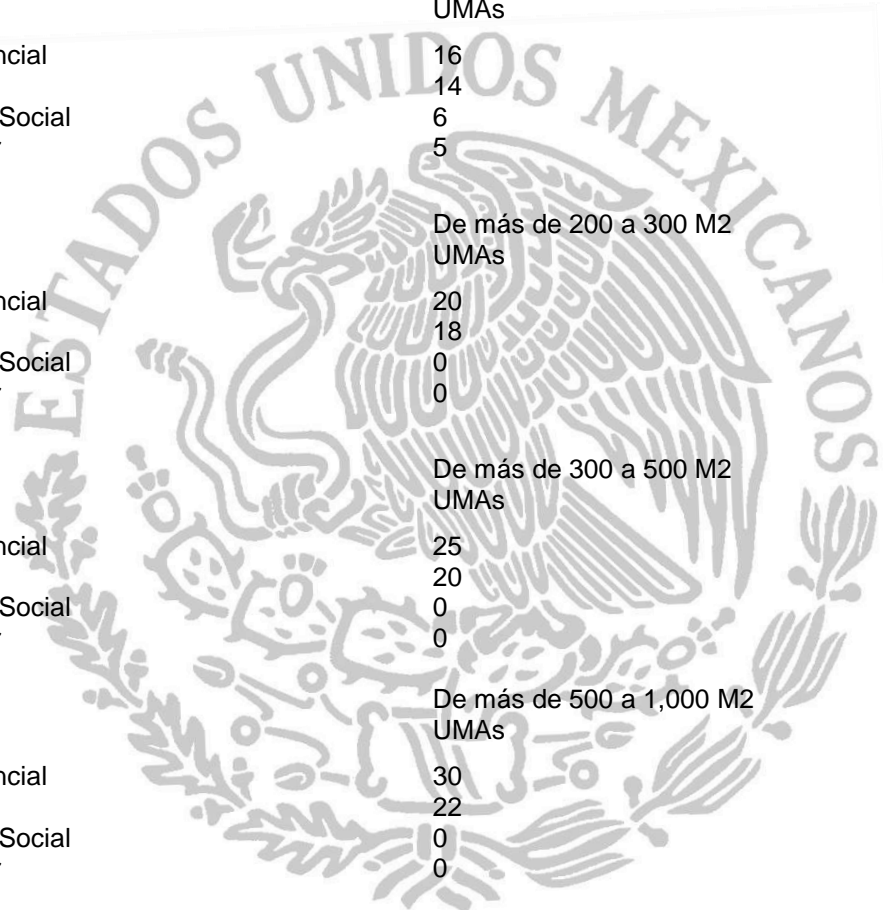 UMAs
ncial 16
14
Social 6
5
De más de 200 a 300 M2
UMAs
ncial 20
18
Social 0
0
De más de 300 a 500 M2
UMAs
ncial 25
20
Social 0
0
De más de 500 a 1,000 M2
UMAs
ncial 30
22
Social 0
0
ESTADOS UNIDOS MEXICANOS